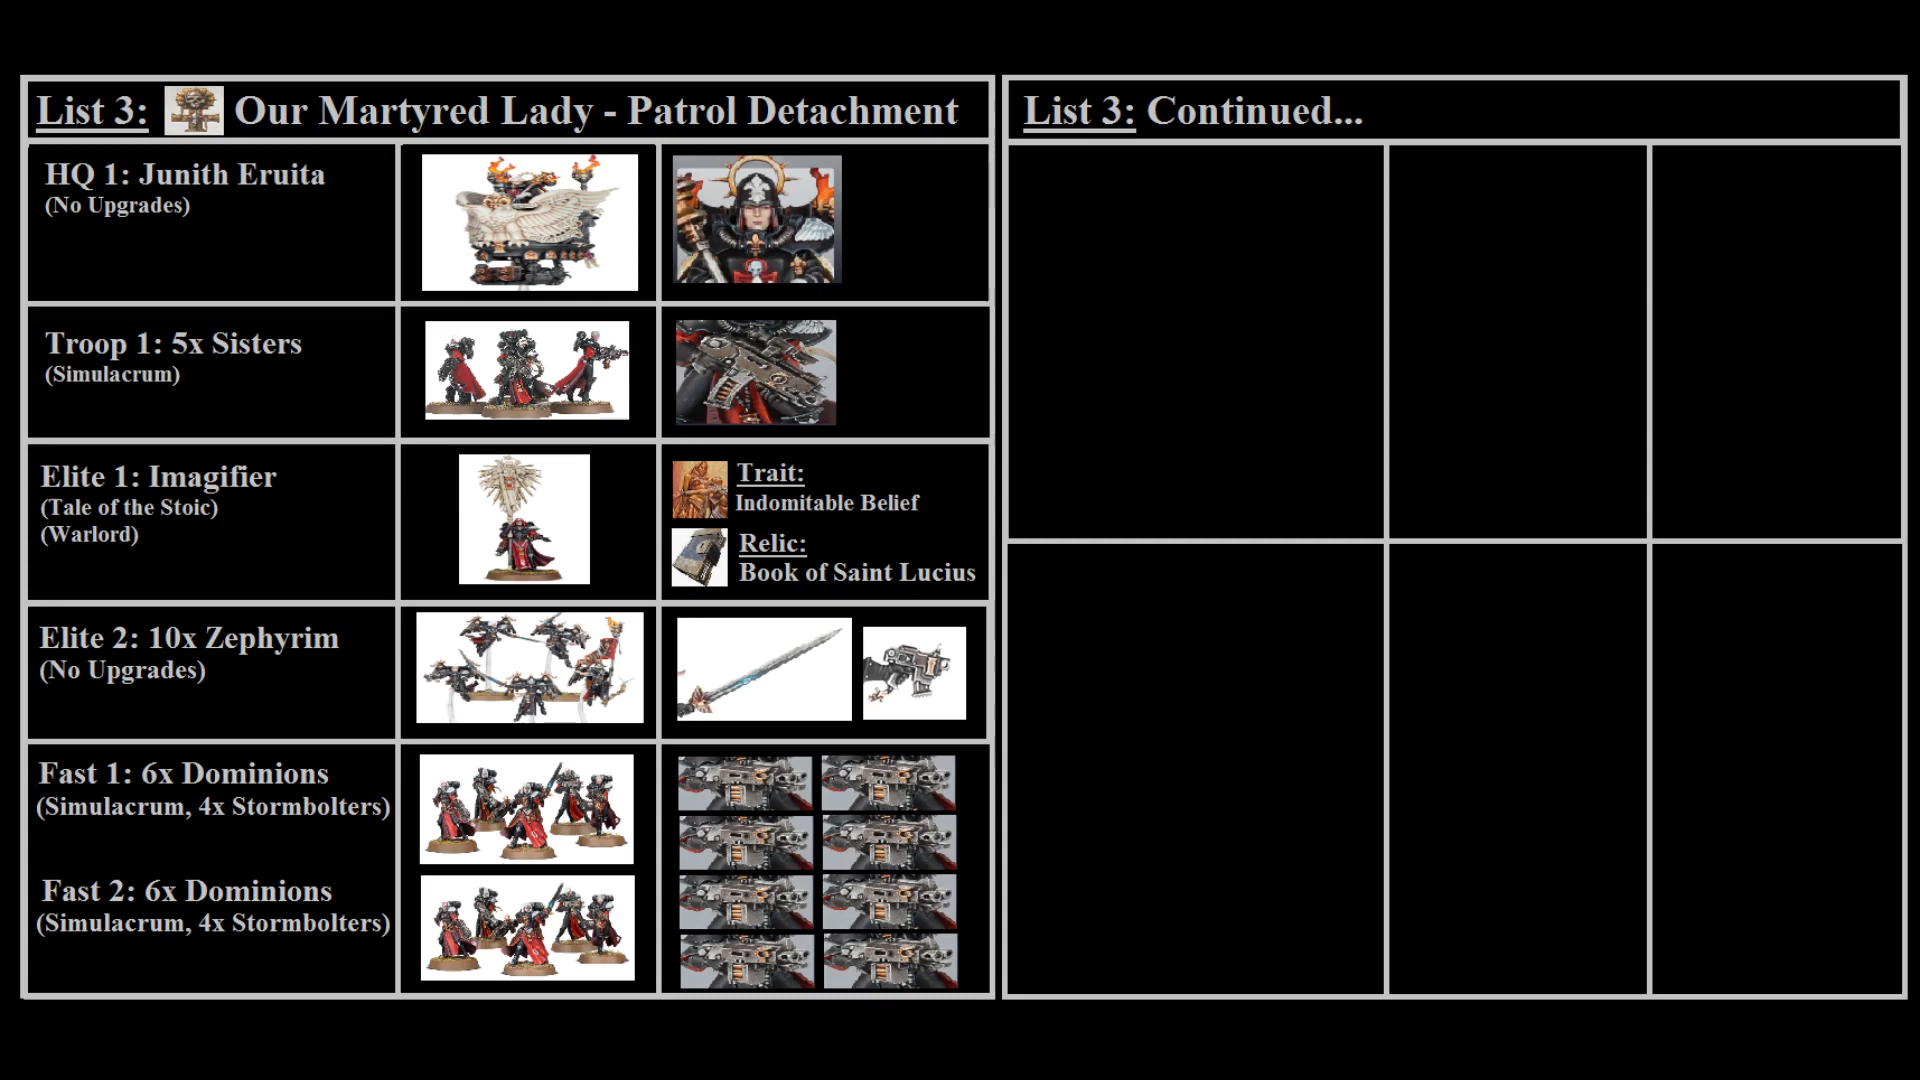 List 3: Our Martyred Lady - Patrol Detachment
HQ 1: Junith Eruita
(No Upgrades)
Troop 1: 5x Sisters
(Simulacrum)
Elite 1: Imagifier
(Tale of the Stoic)
(Warlord)
Trait:
Indomitable Belief
Relic:
Book of Saint Lucius
Elite 2: 10x Zephyrim
(No Upgrades)
Fast 1: 6x Dominions
(Simulacrum, 4x Stormbolters)
Fast 2: 6x Dominions
(Simulacrum, 4x Stormbolters)
List 3: Continued...